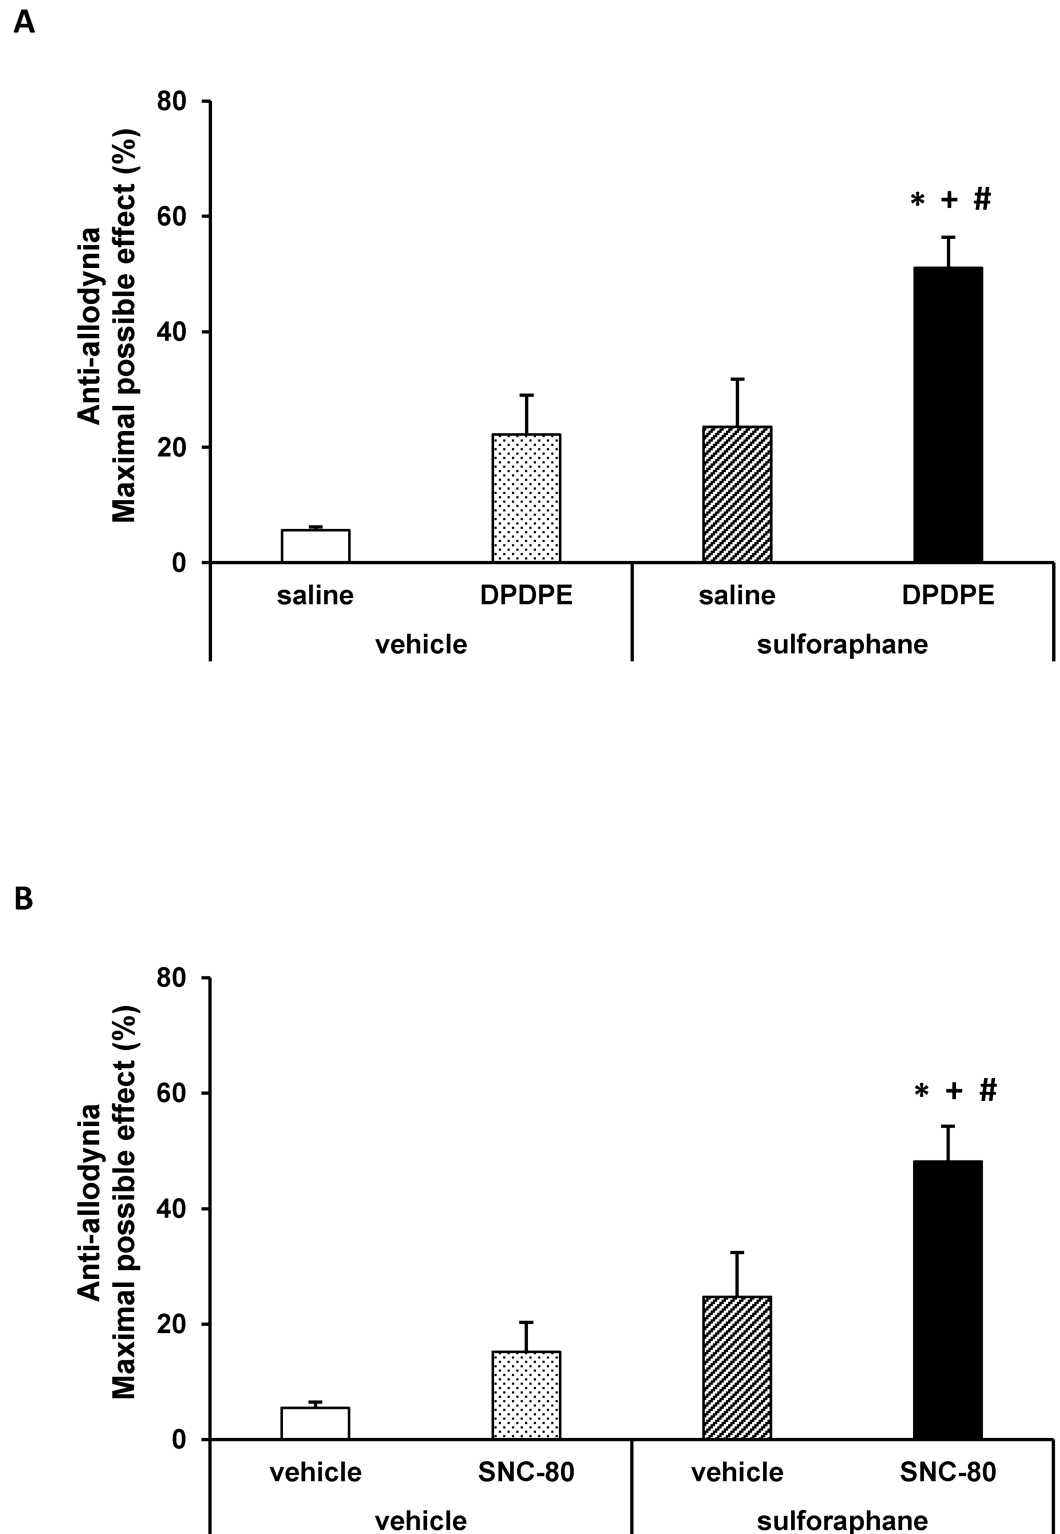 A
Anti-allodynia
Maximal possible effect (%)
80
60
40
20
0
* + #
saline DPDPE saline DPDPE
vehicle sulforaphane
B
Anti-allodynia
Maximal possible effect (%)
80
60
40
20
0
* + #
vehicle SNC-80 vehicle SNC-80
vehicle sulforaphane